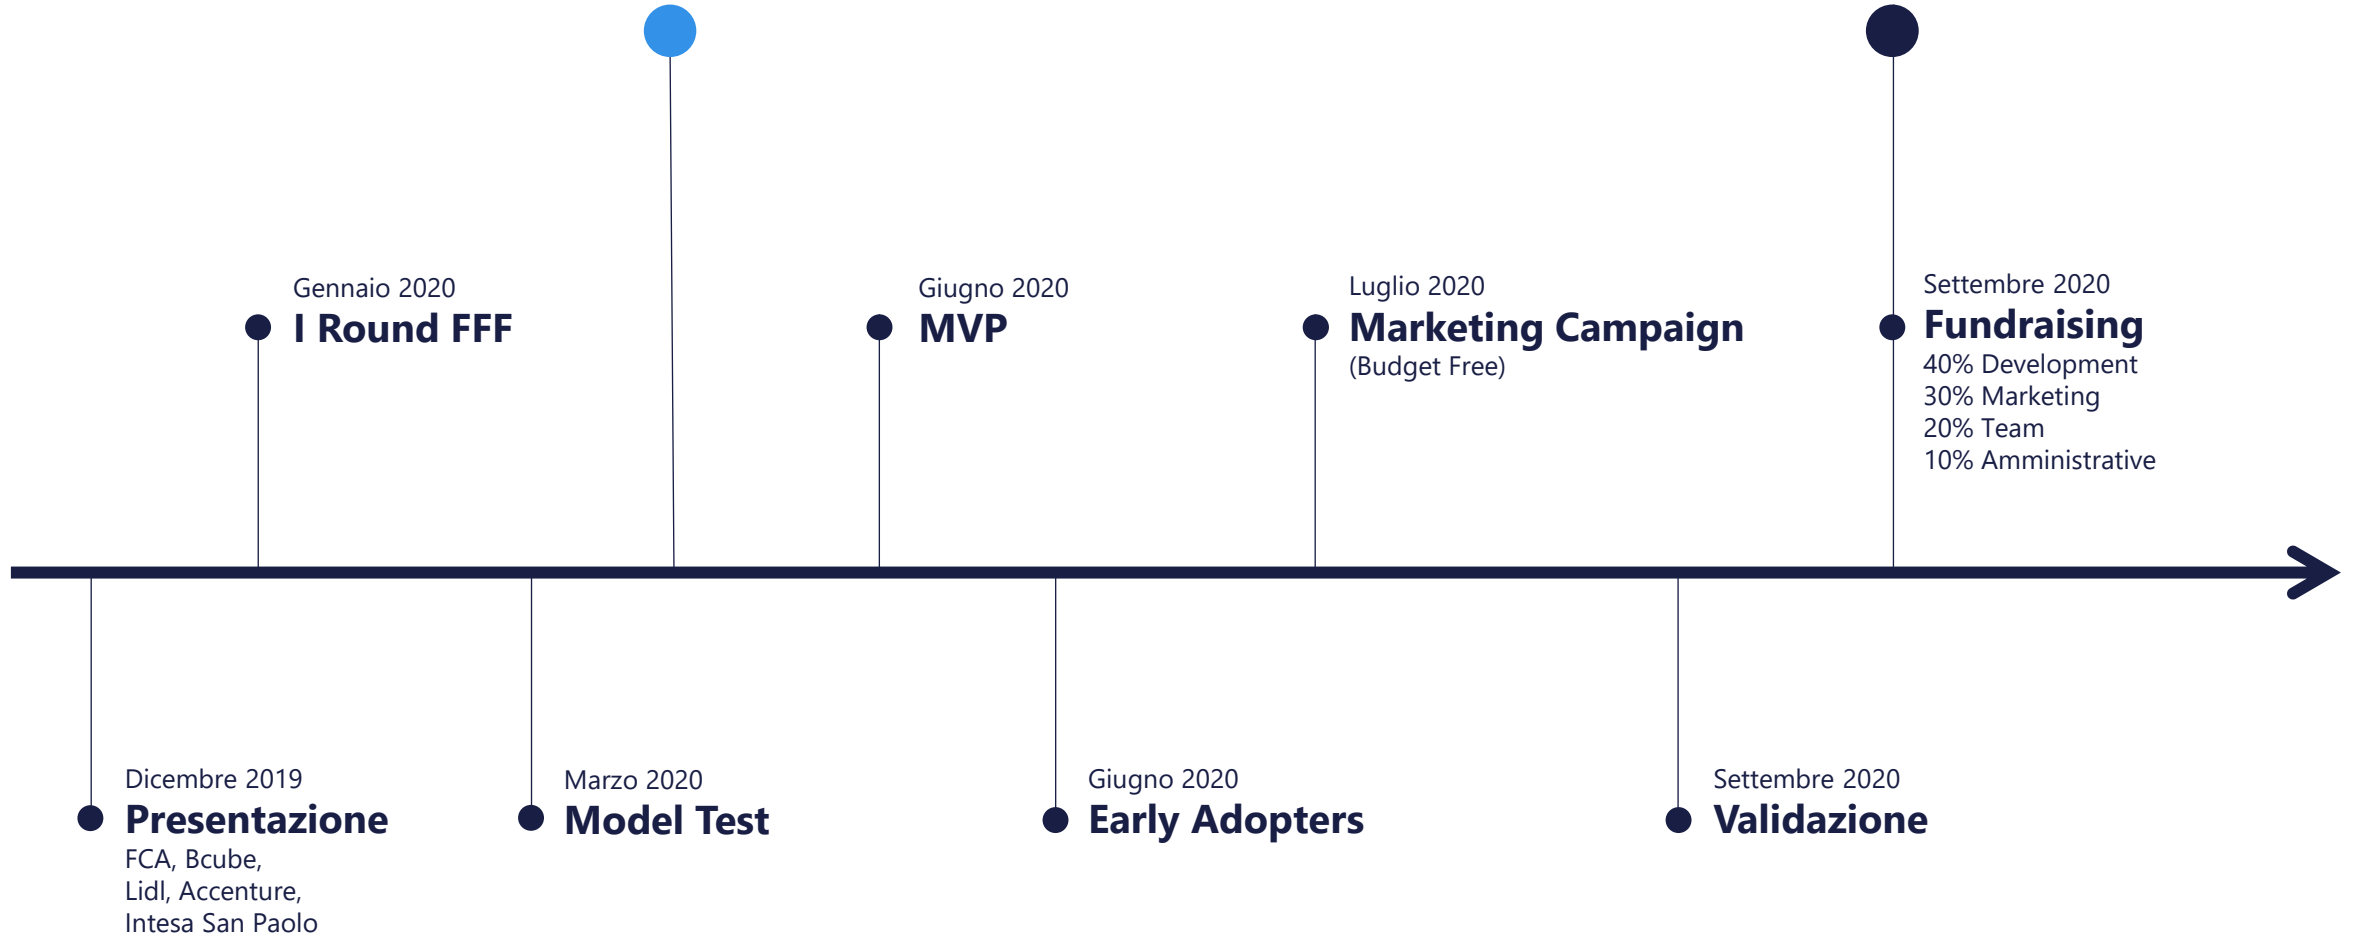 Gennaio 2020
I Round FFF
Giugno 2020
MVP
Luglio 2020
Marketing Campaign
(Budget Free)
Settembre 2020
Fundraising
40% Development
30% Marketing
20% Team
10% Amministrative
Dicembre 2019
Presentazione
FCA, Bcube,
Lidl, Accenture,
Intesa San Paolo
Marzo 2020
Model Test
Giugno 2020
Early Adopters
Settembre 2020
Validazione